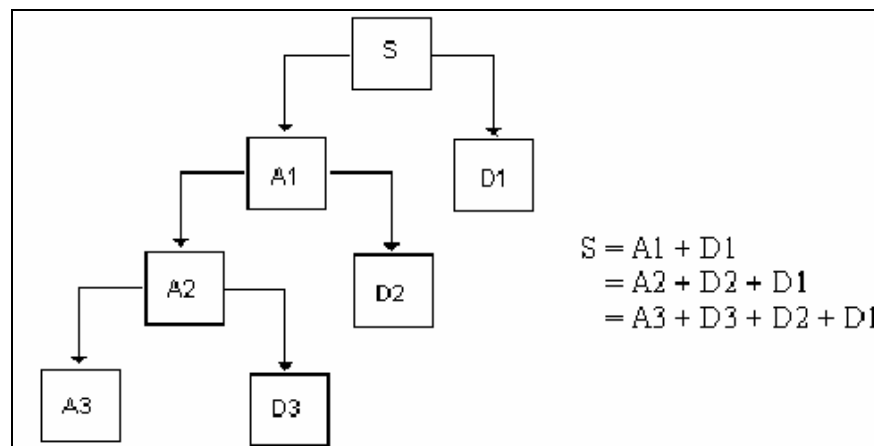 S
A1
D1
A2
D2
A3
D3
S = A1 + D1
= A2 + D2 + D1
= A3 + D3 + D2 + D1